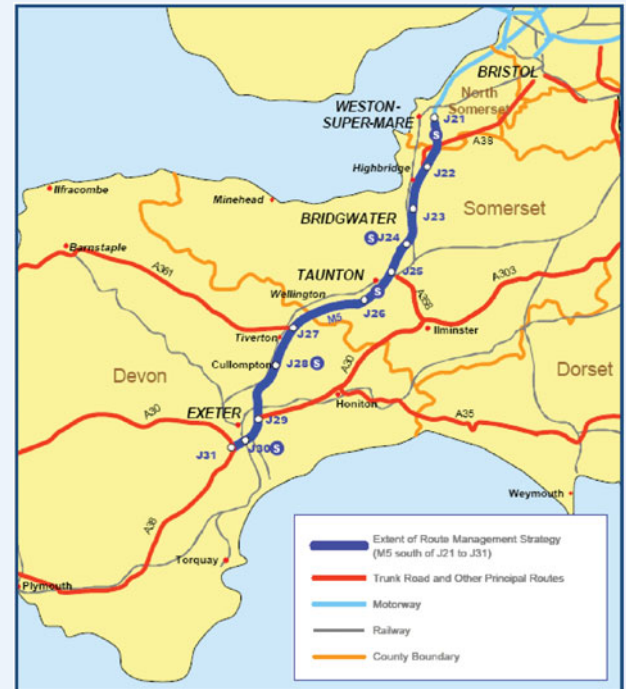 BRISTOL
North
Somerset
WESTON-
SUPER-MARE
J21
S
A38
Highbridge
J22
Ilfracombe
Minehead
J23
Somerset
BRIDGWATER
S
J24
Barnstaple
TAUNTON
J25
A361
A303
Wellington
S
A358
J26
M5
Ilminster
Tiverton
J27
Cullompton
J28
S
A30
Devon
Dorset
EXETER
Honiton
A30
J29
A35
J31
J30
S
Weymouth
A38
Torquay
Plymouth
Extent of Route Management Strategy
(M5 south of J21 to J31)
Trunk Road and Other Principal Routes
Motorway
Railway
County Boundary